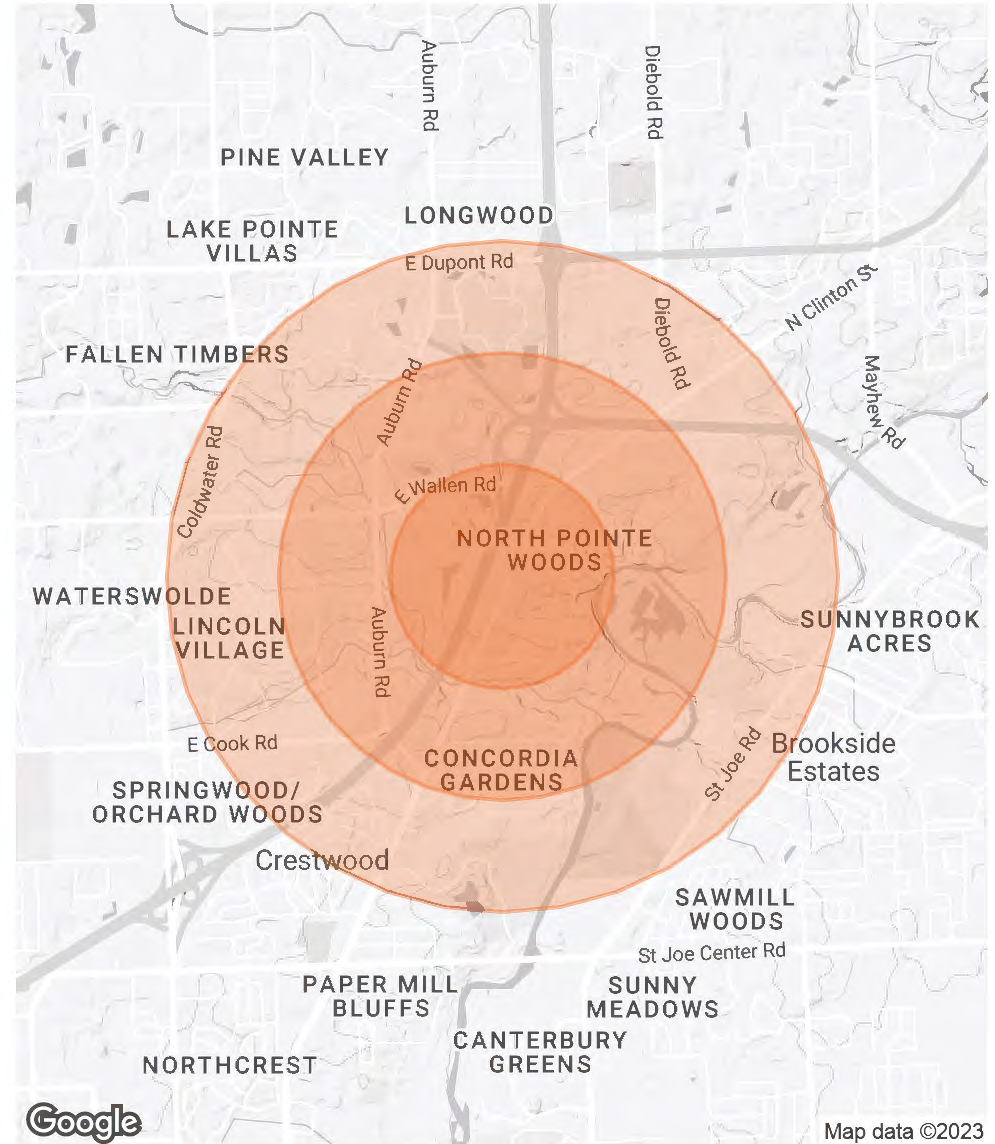 Auburn Rd
Diebold Rd
PINE VALLEY
LONGWOOD
LAKE POINTE
VILLAS
E Dupont Rd
N Clinton St
Diebold Rd
FALLEN TIMBERS
Auburn Rd
Mayhew Rd
Coldwater Rd
E Wallen Rd
NORTH POINTE
WOODS
WATERSWOLDE
LINCOLN
VILLAGE
Auburn Rd
SUNNYBROOK
ACRES
E Cook Rd
CONCORDIA
GARDENS
St Joe Rd
Brookside
Estates
SPRINGWOOD/
ORCHARD WOODS
Crestwood
SAWMILL
WOODS
St Joe Center Rd
PAPER MILL
BLUFFS
SUNNY
MEADOWS
CANTERBURY
GREENS
NORTHCREST
Google
Map data ©2023